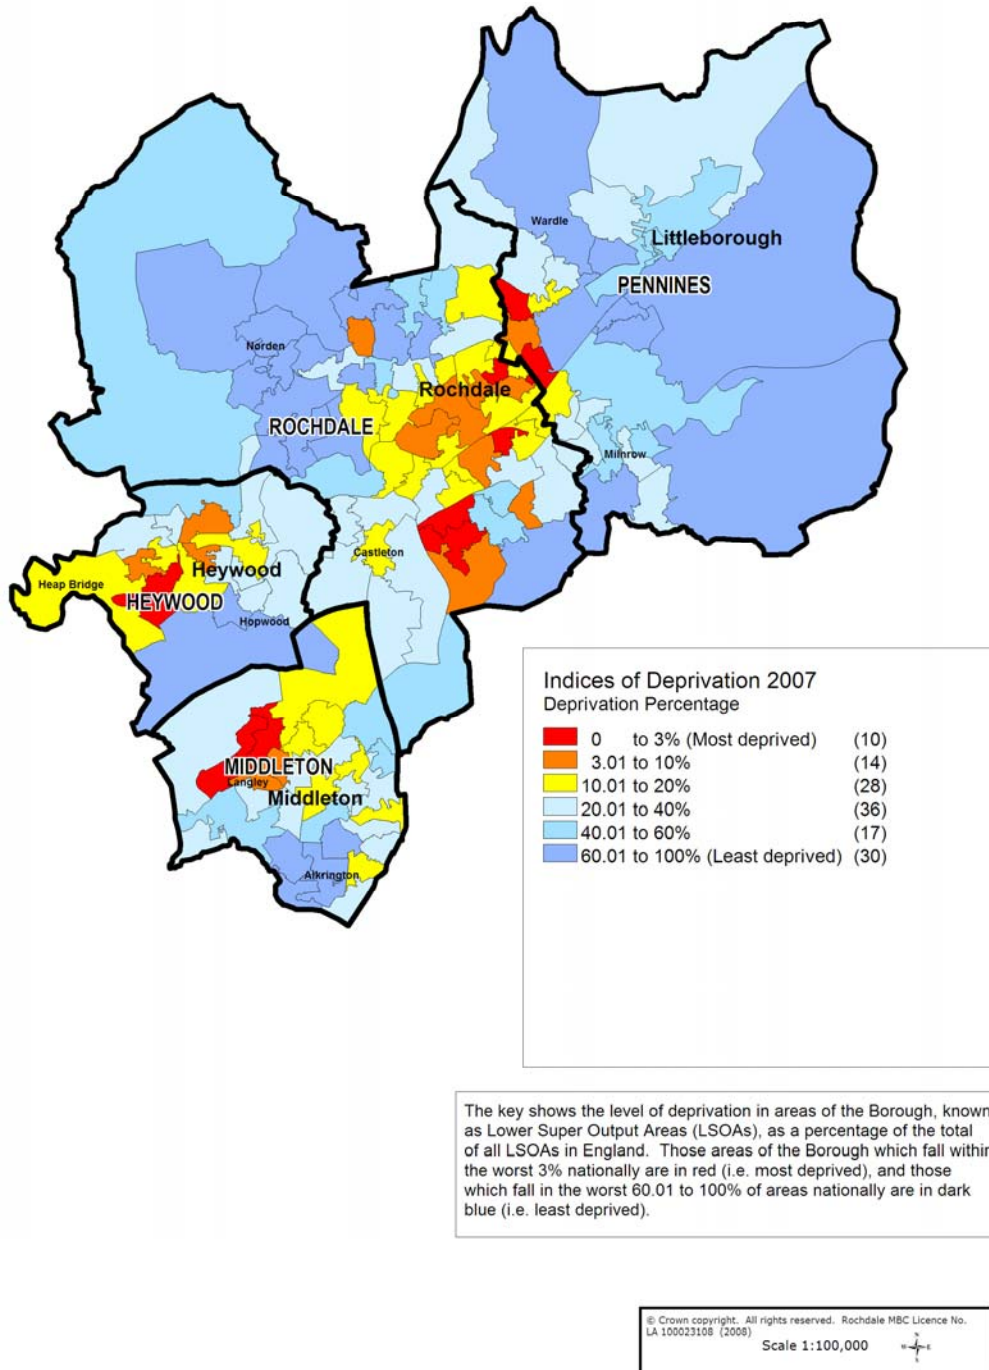 Wardle
Littleborough
PENNINES
Norden
Rochdale
ROCHDALE
Milnrow
Castleton
Heywood
Heap Bridge
HEYWOOD
Hopwood
MIDDLETON
Langley
Middleton
Alkrington
Indices of Deprivation 2007
Deprivation Percentage
0 to 3% (Most deprived) (10)
3.01 to 10% (14)
10.01 to 20% (28)
20.01 to 40% (36)
40.01 to 60% (17)
60.01 to 100% (Least deprived) (30)
The key shows the level of deprivation in areas of the Borough, known
as Lower Super Output Areas (LSOAs), as a percentage of the total
of all LSOAs in England. Those areas of the Borough which fall within
the worst 3% nationally are in red (i.e. most deprived), and those
which fall in the worst 60.01 to 100% of areas nationally are in dark
blue (i.e. least deprived).
© Crown copyright. All rights reserved. Rochdale MBC Licence No.
LA 100023108 (2008)
Scale 1:100,000
N
W E
S